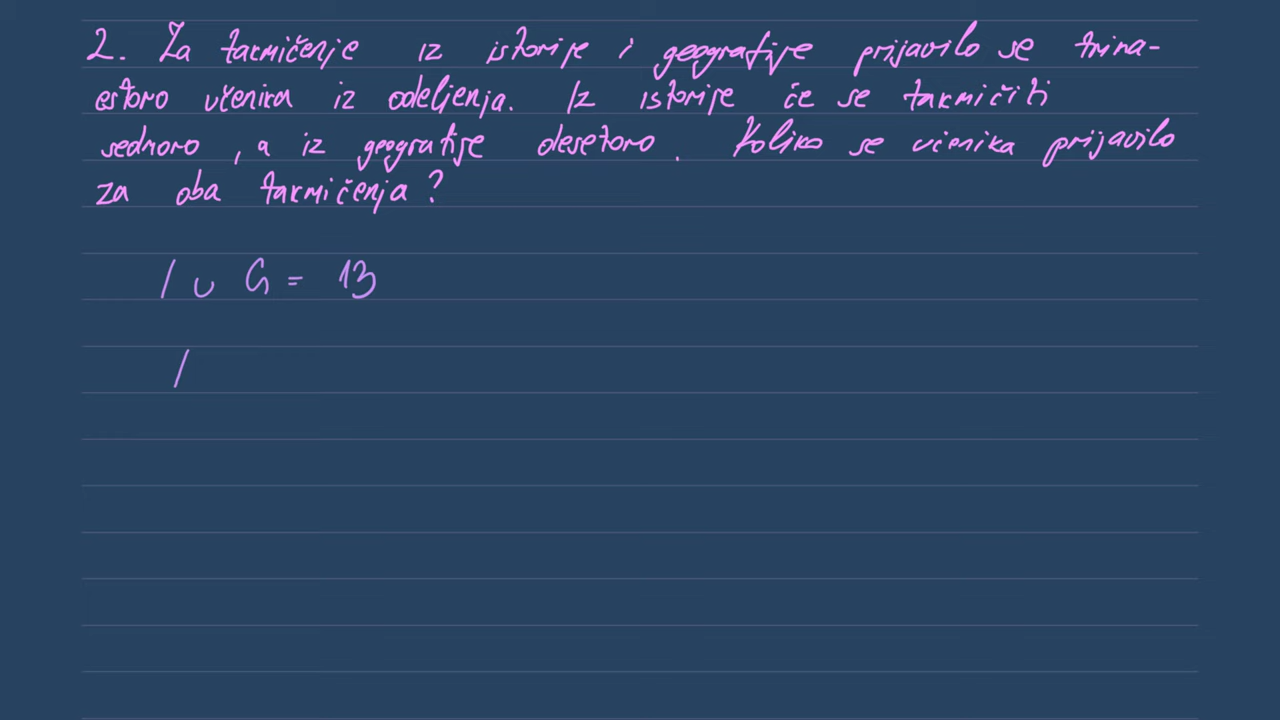 2. Za takmičenje iz istorije i geografije prijavilo se trina-
estoro učenika iz odeljenja. Iz istorije će se takmičiti
sedmoro, a iz geografije desetoro. Koliko se učenika prijavilo
za oba takmičenja?
I ∪ G = 13
I